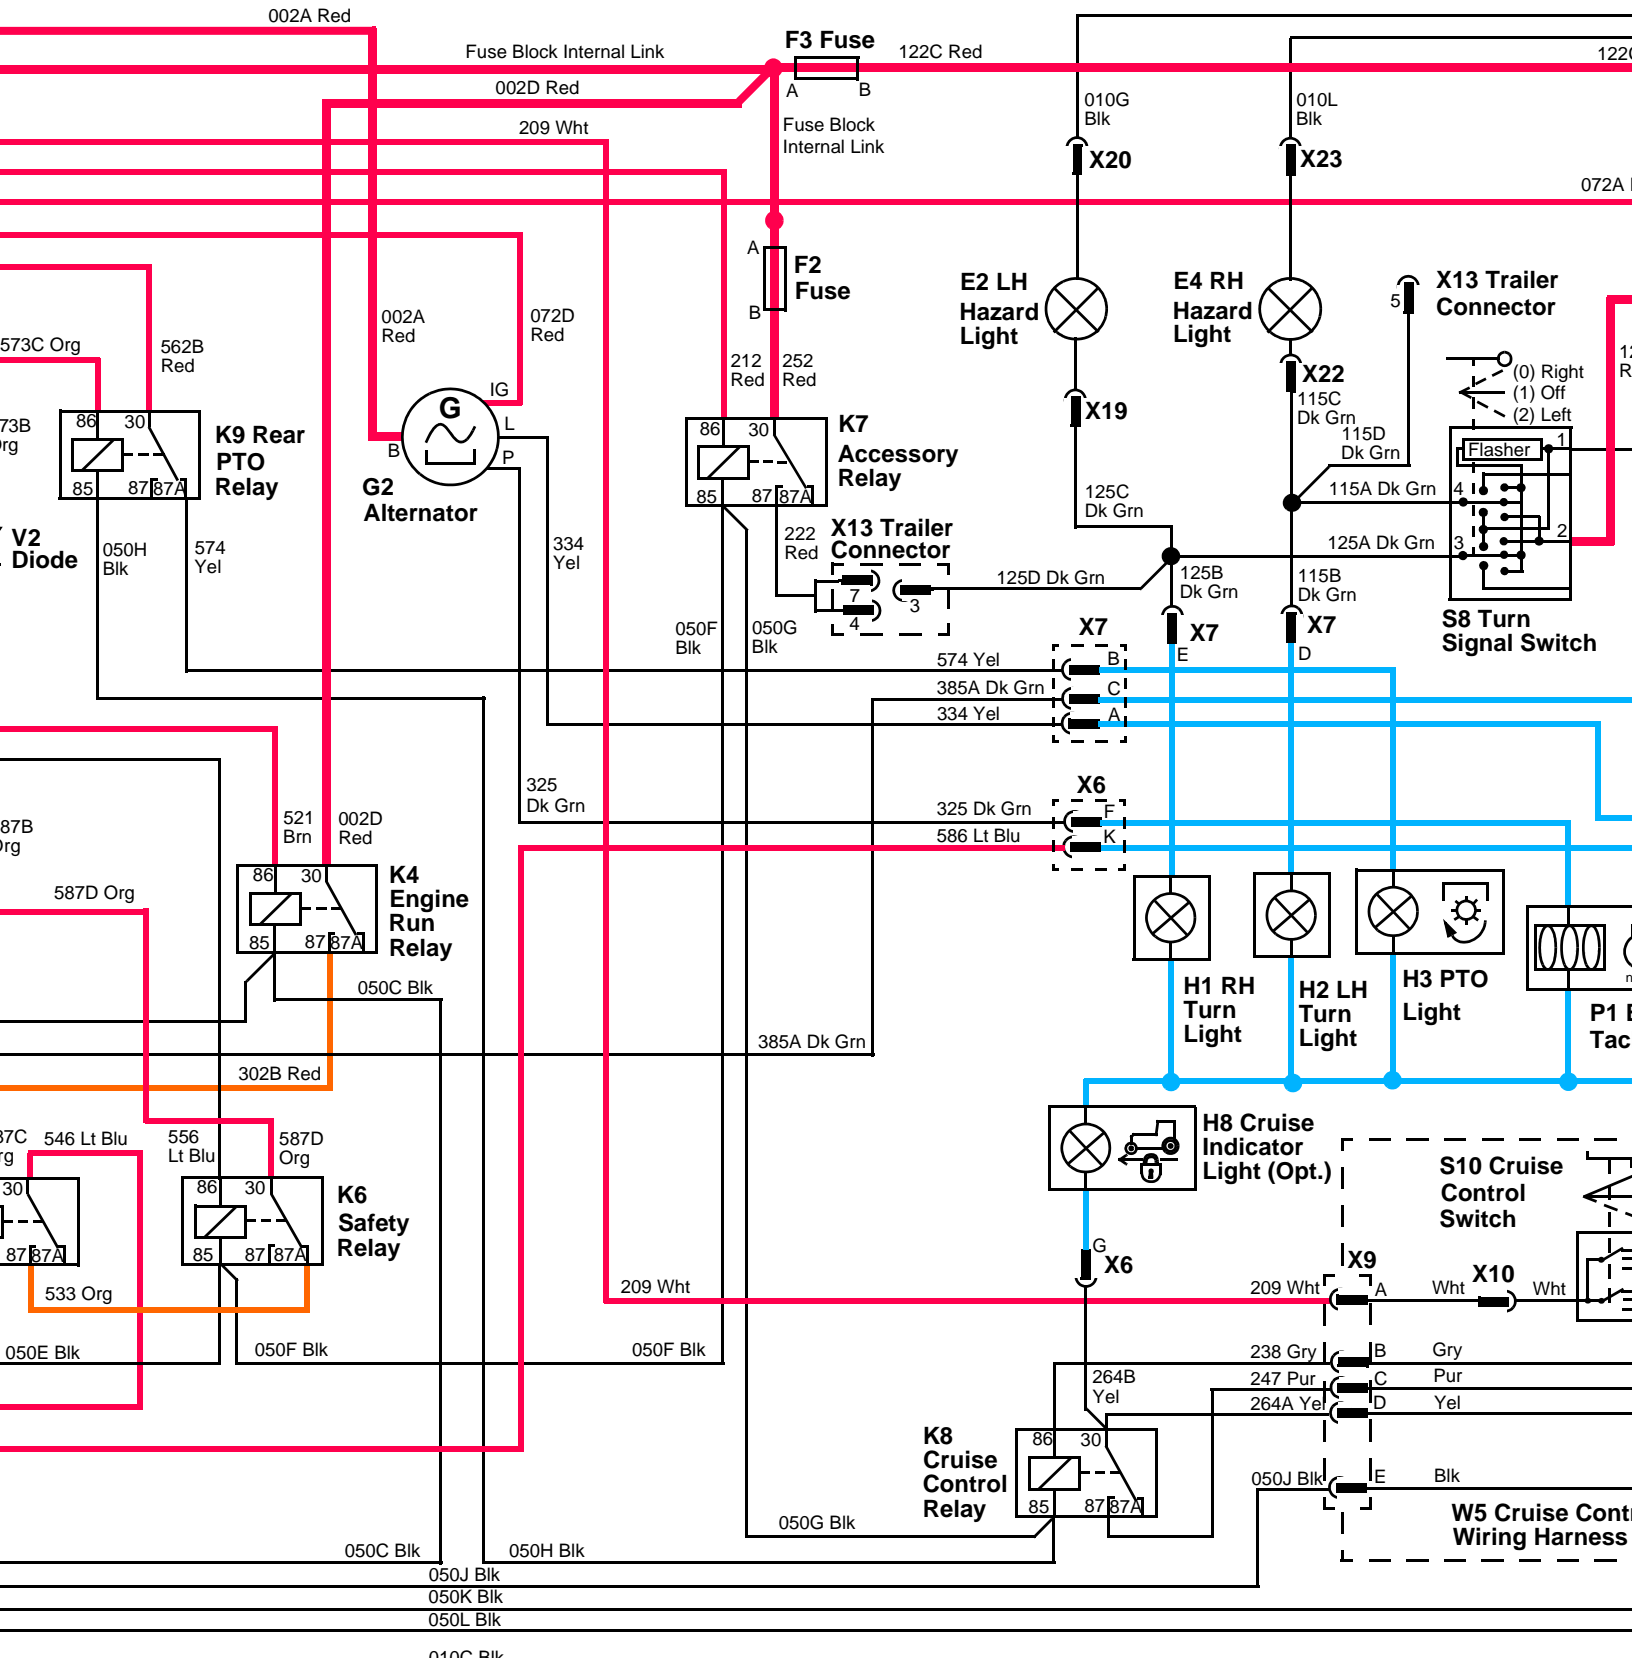 002A Red
Fuse Block Internal Link
F3 Fuse
122C Red
002D Red
A
B
209 Wht
Fuse Block
Internal Link
010G
Blk
010L
Blk
X20
X23
072A
A
F2
Fuse
B
E2 LH
Hazard
Light
E4 RH
Hazard
Light
5
X13 Trailer
Connector
573C Org
562B
Red
002A
Red
072D
Red
212
Red
252
Red
X19
X22
115C
Dk Grn
115D
Dk Grn
(0) Right
(1) Off
(2) Left
Flasher
1
86
30
85
87
87A
K9 Rear
PTO
Relay
G
IG
L
B
P
G2
Alternator
86
30
85
87
87A
K7
Accessory
Relay
115A Dk Grn
4
125C
Dk Grn
125A Dk Grn
3
2
V2
Diode
050H
Blk
574
Yel
334
Yel
222
Red
X13 Trailer
Connector
7
4
3
125D Dk Grn
125B
Dk Grn
115B
Dk Grn
S8 Turn
Signal Switch
050F
Blk
050G
Blk
X7
X7
E
X7
D
574 Yel
B
385A Dk Grn
C
334 Yel
A
325
Dk Grn
X6
325 Dk Grn
F
586 Lt Blu
K
521
Brn
002D
Red
86
30
85
87
87A
K4
Engine
Run
Relay
587D Org
050C Blk
H1 RH
Turn
Light
H2 LH
Turn
Light
H3 PTO
Light
P1
385A Dk Grn
302B Red
546 Lt Blu
556
Lt Blu
587D
Org
30
87
87A
86
30
85
87
87A
K6
Safety
Relay
533 Org
H8 Cruise
Indicator
Light (Opt.)
S10 Cruise
Control
Switch
G
X6
209 Wht
209 Wht
X9
A
Wht
X10
Wht
050E Blk
050F Blk
050F Blk
238 Gry
B
Gry
247 Pur
C
Pur
264A Yel
D
Yel
264B
Yel
K8
Cruise
Control
Relay
86
30
85
87
87A
050J Blk
E
Blk
W5 Cruise
Wiring Harness
050G Blk
050C Blk
050H Blk
050J Blk
050K Blk
050L Blk